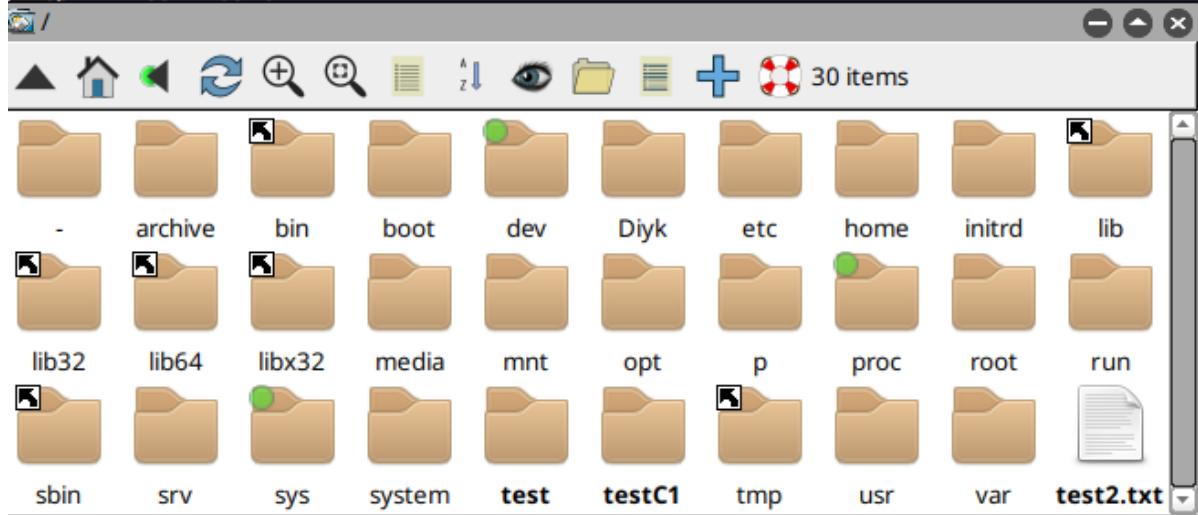 /
30 items
- archive bin boot dev Diyk etc home initrd lib
lib32 lib64 libx32 media mnt opt p proc root run
sbin srv sys system test testC1 tmp usr var test2.txt